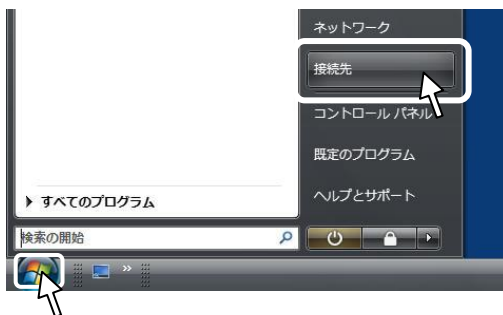 ネットワーク
接続先
コントロール パネル
既定のプログラム
ヘルプとサポート
すべてのプログラム
検索の開始
»